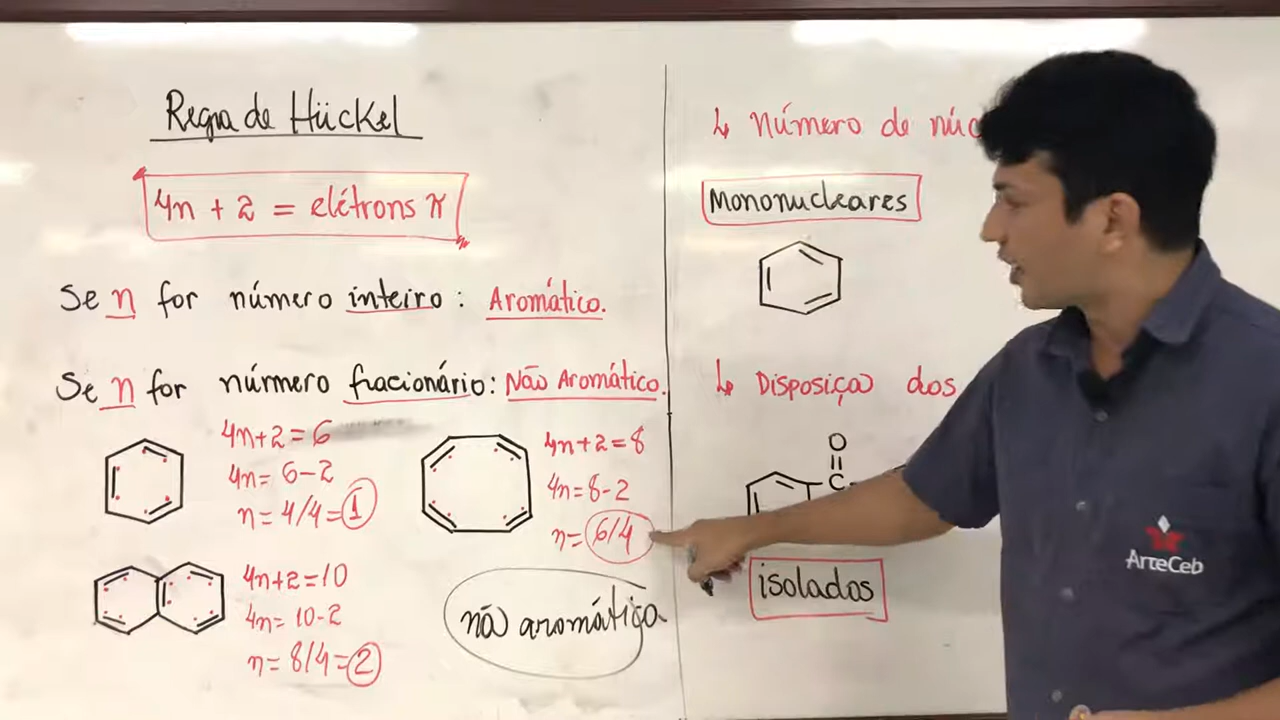 Regra de Hückel
4n + 2 = elétrons π
Se n for número inteiro: Aromático.
Se n for núrmero fracionário: Não Aromático.
4n+2=6
4n= 6-2
n= 4/4= 1
4n+2=8
4n=8-2
n= 6/4
4n+2=10
4n= 10-2
n= 8/4= 2
não aromática
↳ Número de
Mononucleares
↳ Disposiçao dos
O
C
isolados
ArteCeb